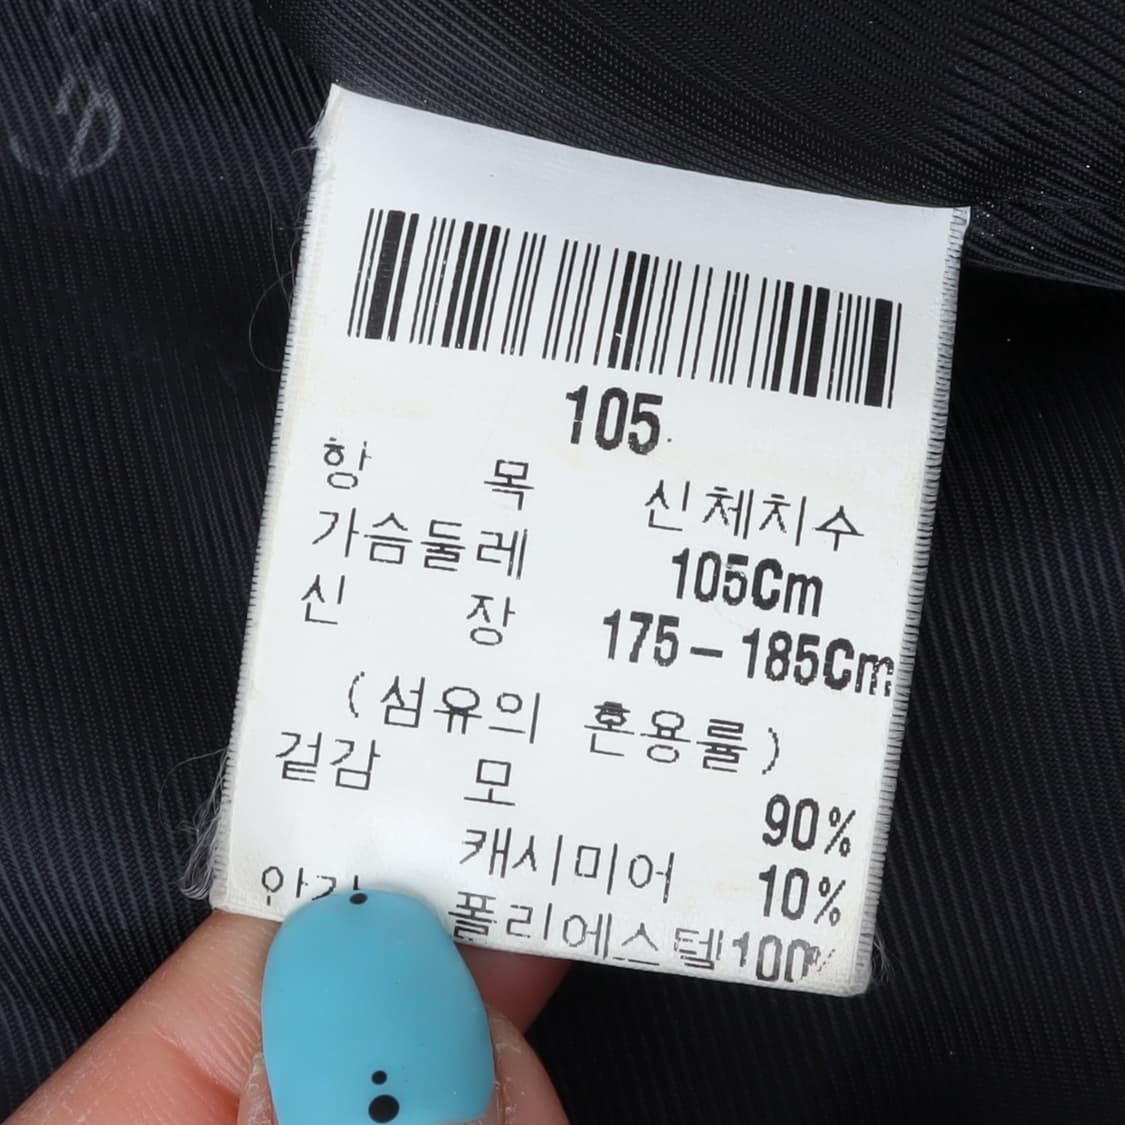 105
항 목 신체치수
가슴둘레 105Cm
신 장 175-185Cm
(섬유의 혼용률)
겉감 모 90%
캐시미어 10%
폴리에스텔 100%